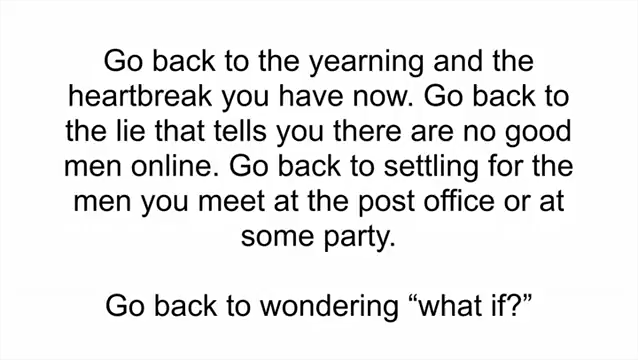 Go back to the yearning and the
heartbreak you have now. Go back to
the lie that tells you there are no good
men online. Go back to settling for the
men you meet at the post office or at
some party.
Go back to wondering “what if?”